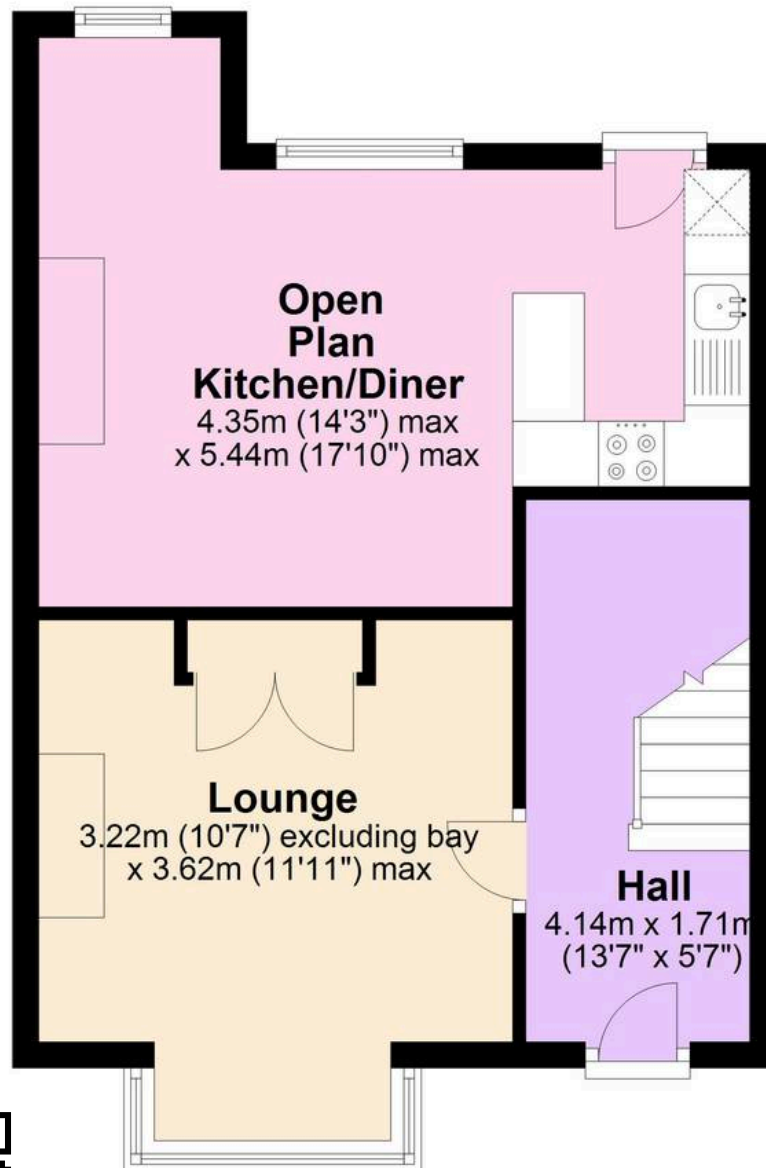 Open
Plan
Kitchen/Diner
4.35m (14'3") max
x 5.44m (17'10") max
Lounge
3.22m (10'7") excluding bay
x 3.62m (11'11") max
Hall
4.14m x 1.71m
(13'7" x 5'7")